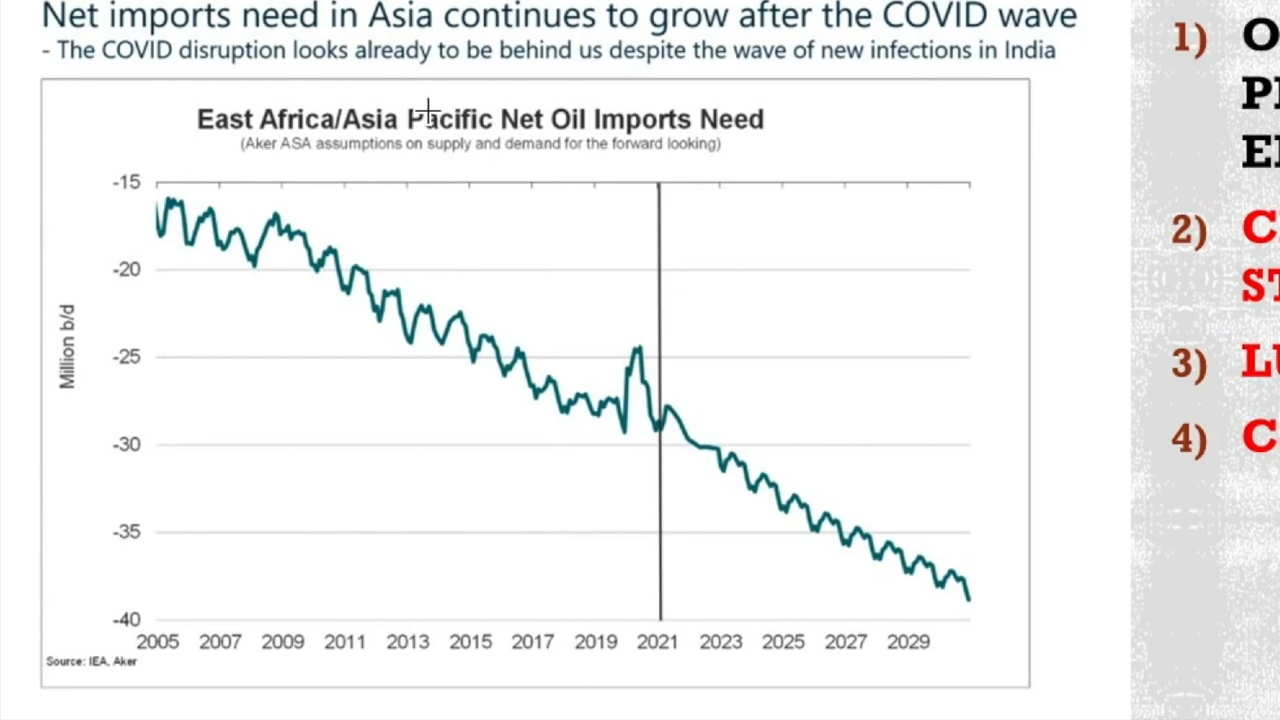 Net imports need in Asia continues to grow after the COVID wave
- The COVID disruption looks already to be behind us despite the wave of new infections in India
East Africa/Asia Pacific Net Oil Imports Need
(Aker ASA assumptions on supply and demand for the forward looking)
-15
-20
-25
-30
-35
-40
Million b/d
2005 2007 2009 2011 2013 2015 2017 2019 2021 2023 2025 2027 2029
Source: IEA, Aker
1)
2)
3)
4)